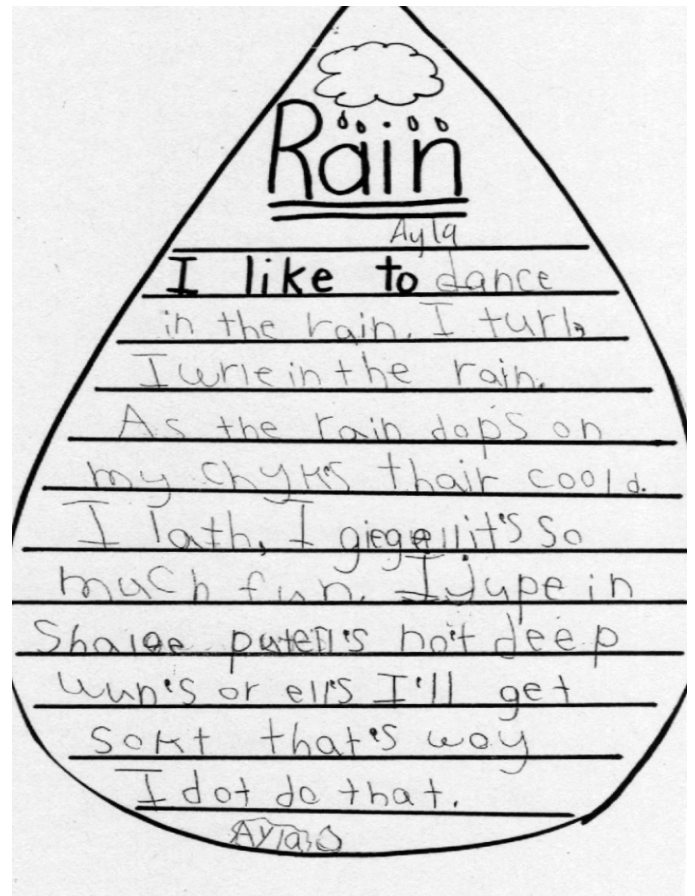 Rain
Ayla
I like to dance
in the rain. I turl,
I wrle in the rain.
As the rain dops on
my chyks thair coold.
I lath, I giegell it's so
much fun. I jupe in
Shaloe putell's not deep
wun's or ell's I'll get
sokt that's way
I dot do that.
Ayla